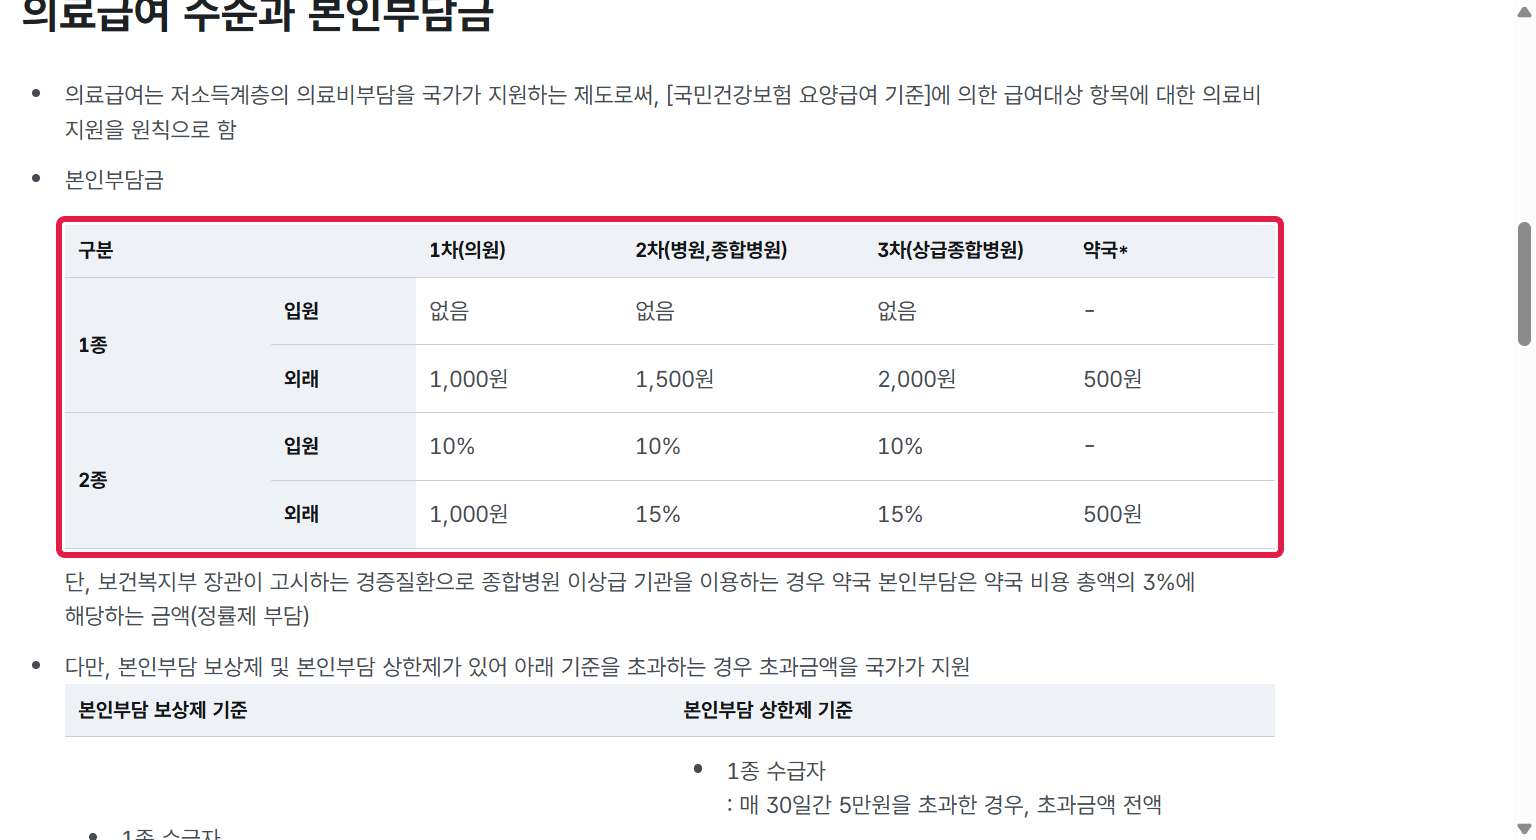 의료급여 수준과 본인부담금
의료급여는 저소득계층의 의료비부담을 국가가 지원하는 제도로써, [국민건강보험 요양급여 기준]에 의한 급여대상 항목에 대한 의료비
지원을 원칙으로 함
본인부담금
구분 1차(의원) 2차(병원,종합병원) 3차(상급종합병원) 약국*
1종 입원 없음 없음 없음 –
외래 1,000원 1,500원 2,000원 500원
2종 입원 10% 10% 10% –
외래 1,000원 15% 15% 500원
단, 보건복지부 장관이 고시하는 경증질환으로 종합병원 이상급 기관을 이용하는 경우 약국 본인부담은 약국 비용 총액의 3%에
해당하는 금액(정률제 부담)
다만, 본인부담 보상제 및 본인부담 상한제가 있어 아래 기준을 초과하는 경우 초과금액을 국가가 지원
본인부담 보상제 기준 본인부담 상한제 기준
1종 수급자
: 매 30일간 5만원을 초과한 경우, 초과금액 전액
1종 수급자